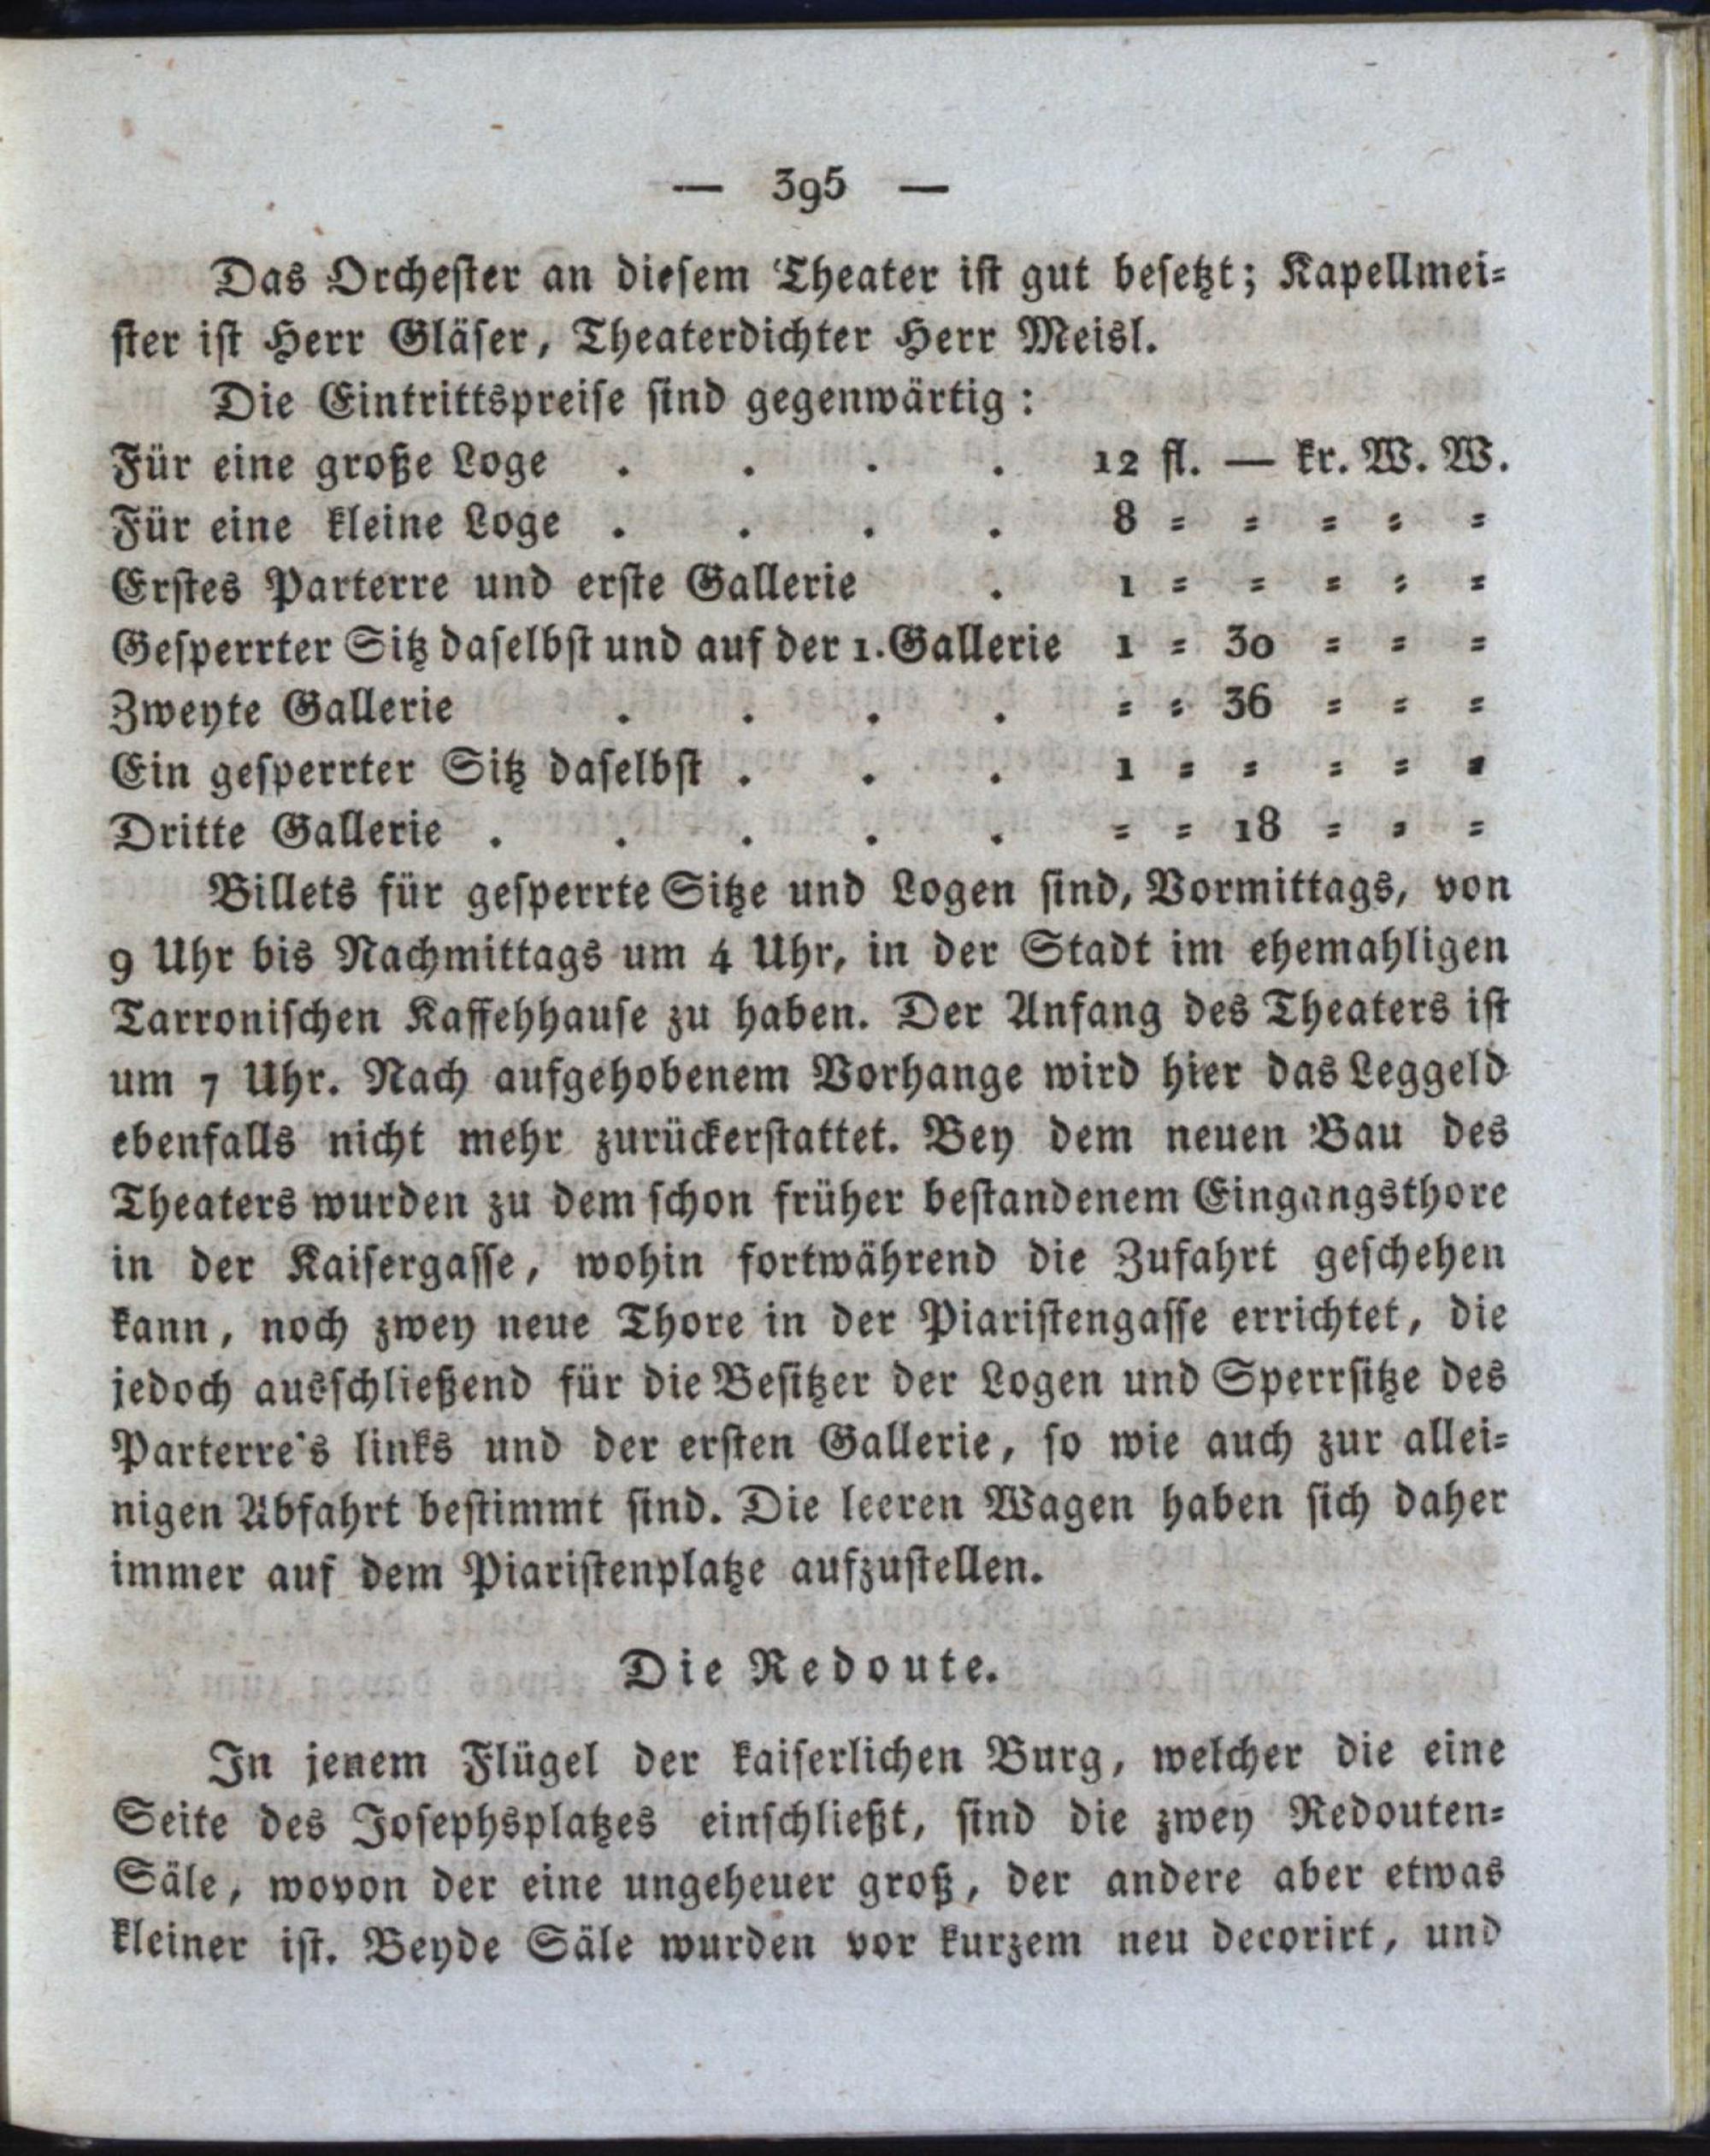 — 395 —
Das Orchester an diesem Theater ist gut besetzt; Kapellmei=
ster ist Herr Gläser, Theaterdichter Herr Meisl.
Die Eintrittspreise sind gegenwärtig:
Für eine große Loge . . . . 12 fl. — kr. W. W.
Für eine kleine Loge . . . . 8 = = = = =
Erstes Parterre und erste Gallerie . 1 = = = = =
Gesperrter Sitz daselbst und auf der 1. Gallerie 1 = 30 = = =
Zweyte Gallerie . . . . = = 36 = = =
Ein gesperrter Sitz daselbst . . . 1 = = = = =
Dritte Gallerie . . . . . = = 18 = = =
Billets für gesperrte Sitze und Logen sind, Vormittags, von
9 Uhr bis Nachmittags um 4 Uhr, in der Stadt im ehemahligen
Tarronischen Kaffehhause zu haben. Der Anfang des Theaters ist
um 7 Uhr. Nach aufgehobenem Vorhange wird hier das Leggeld
ebenfalls nicht mehr zurückerstattet. Bey dem neuen Bau des
Theaters wurden zu dem schon früher bestandenem Eingangsthore
in der Kaisergasse, wohin fortwährend die Zufahrt geschehen
kann, noch zwey neue Thore in der Piaristengasse errichtet, die
jedoch ausschließend für die Besitzer der Logen und Sperrsitze des
Parterre's links und der ersten Gallerie, so wie auch zur allei=
nigen Abfahrt bestimmt sind. Die leeren Wagen haben sich daher
immer auf dem Piaristenplatze aufzustellen.
Die Redoute.
In jenem Flügel der kaiserlichen Burg, welcher die eine
Seite des Josephsplatzes einschließt, sind die zwey Redouten=
Säle, wovon der eine ungeheuer groß, der andere aber etwas
kleiner ist. Beyde Säle wurden vor kurzem neu decorirt, und